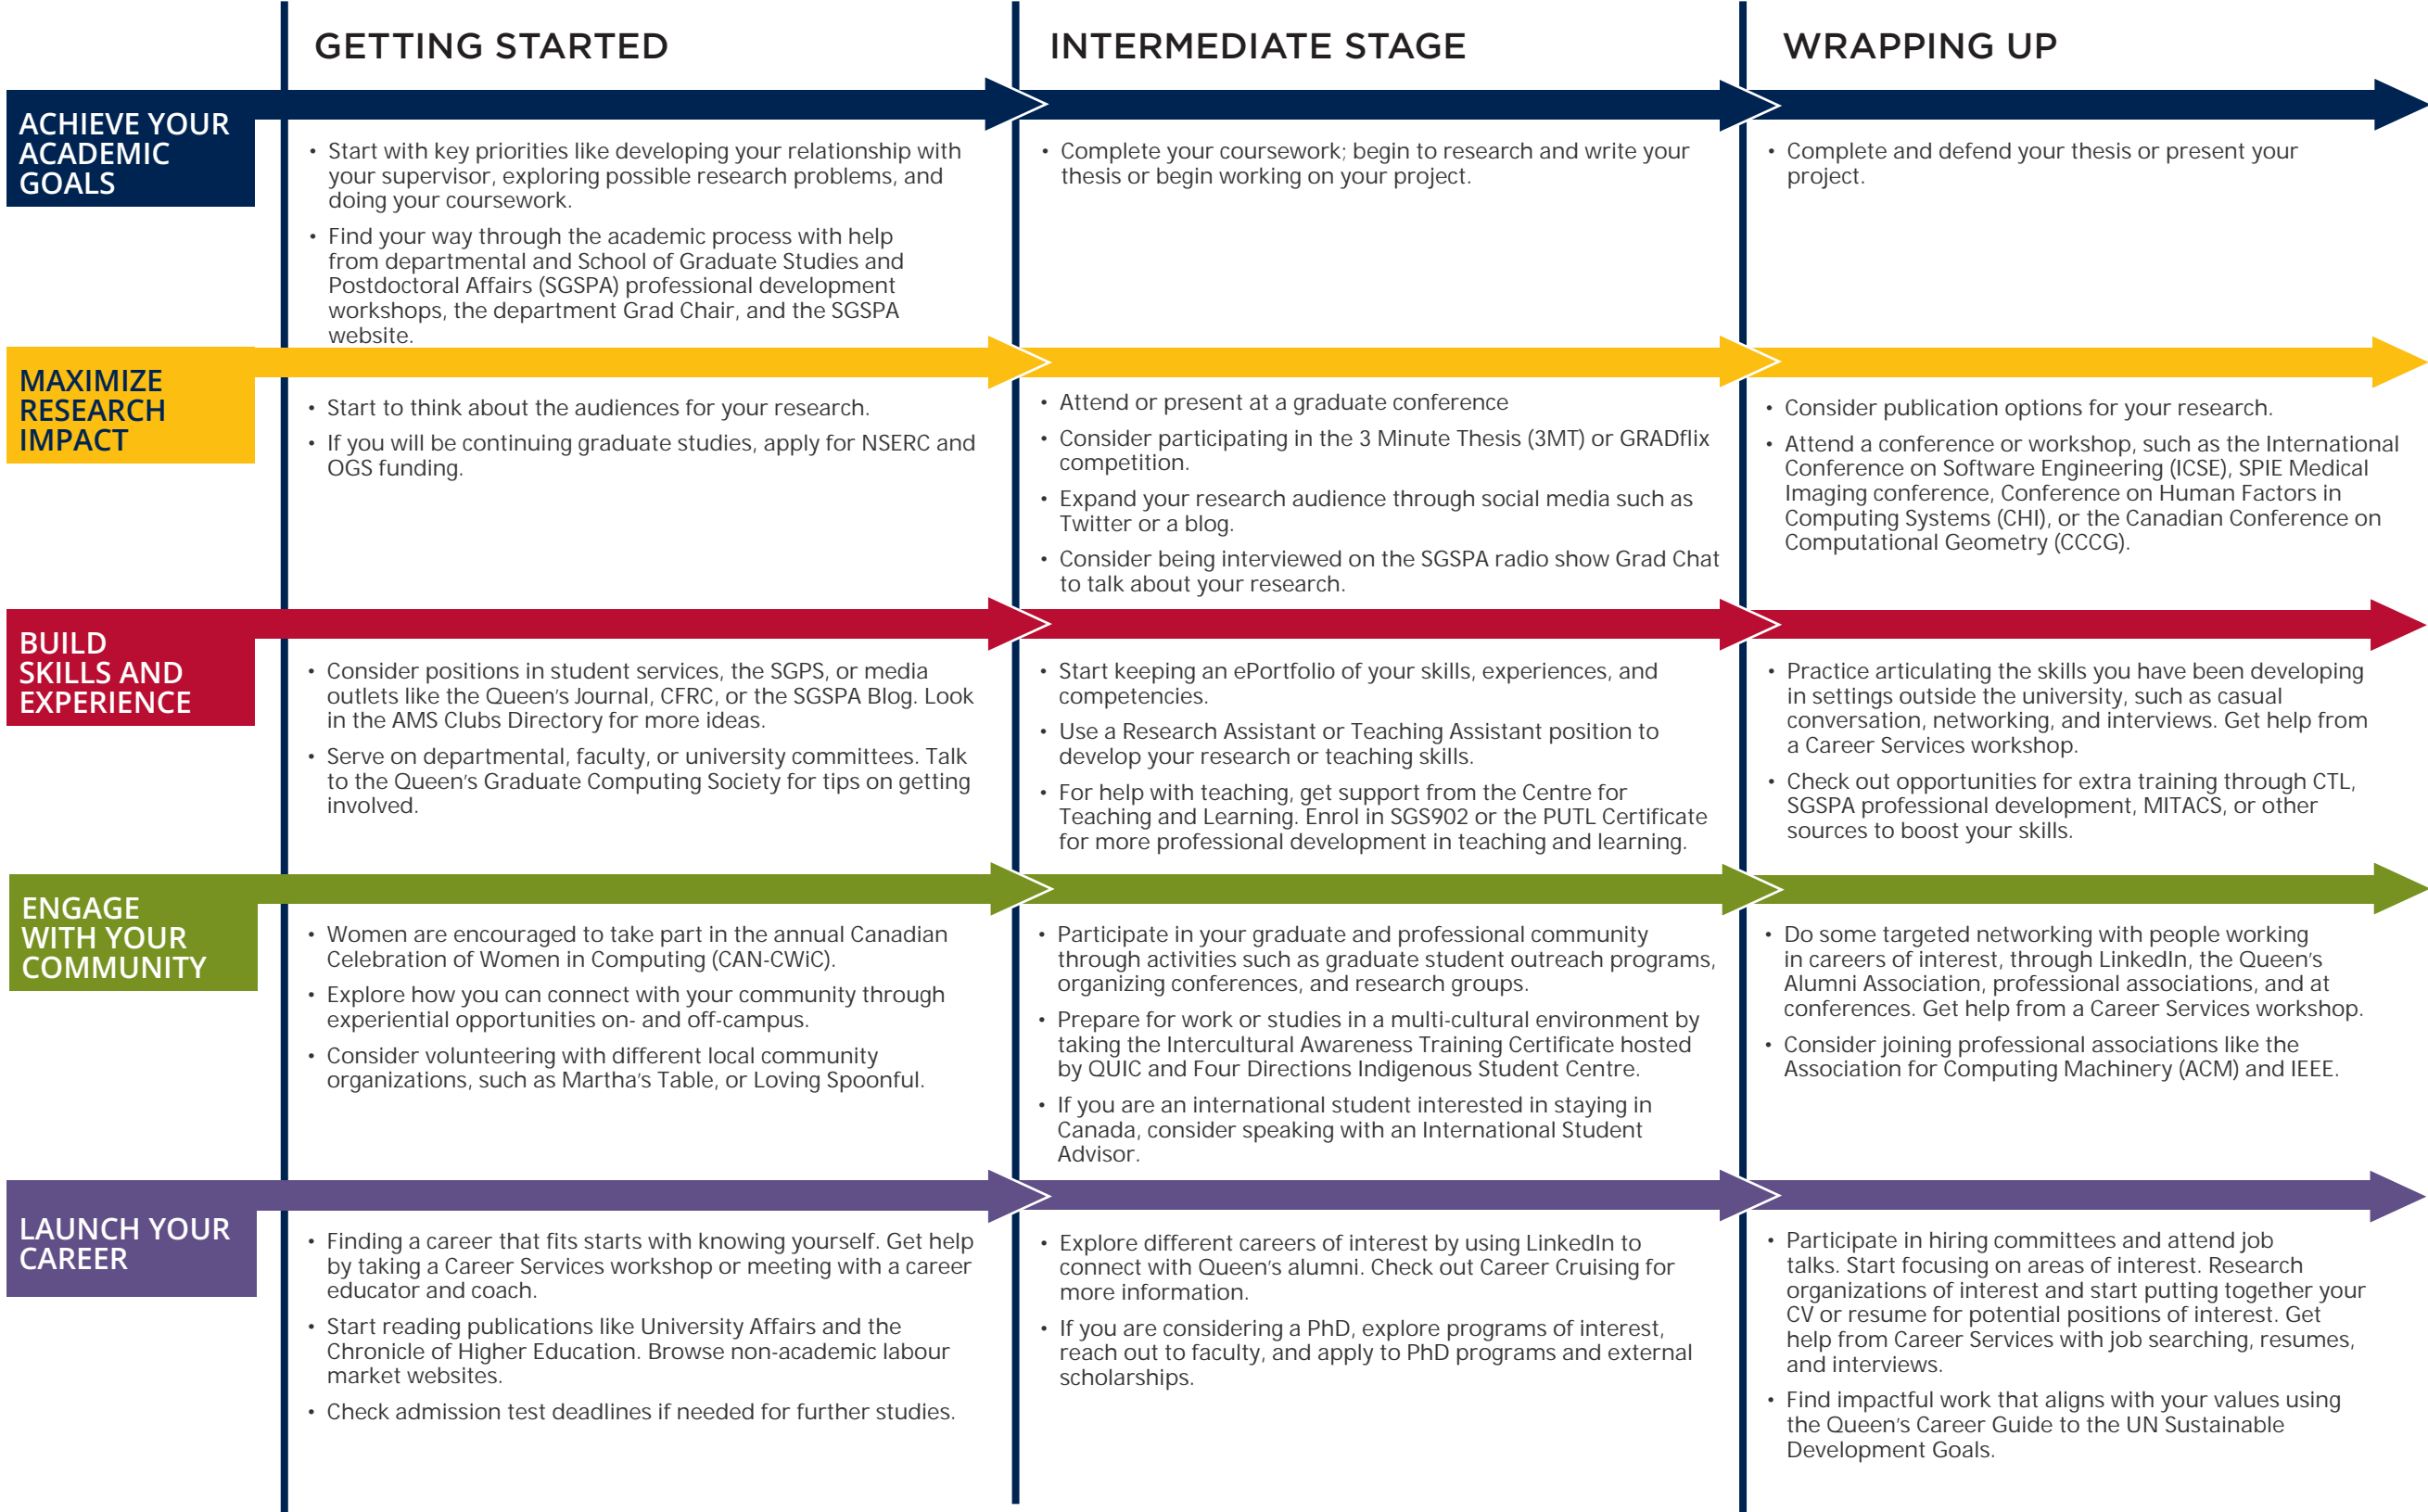 GETTING STARTED
INTERMEDIATE STAGE
WRAPPING UP
ACHIEVE YOUR
ACADEMIC
GOALS
• Start with key priorities like developing your relationship with
your supervisor, exploring possible research problems, and
doing your coursework.
• Find your way through the academic process with help
from departmental and School of Graduate Studies and
Postdoctoral Affairs (SGSPA) professional development
workshops, the department Grad Chair, and the SGSPA
website.
• Complete your coursework; begin to research and write your
thesis or begin working on your project.
• Complete and defend your thesis or present your
project.
MAXIMIZE
RESEARCH
IMPACT
• Start to think about the audiences for your research.
• If you will be continuing graduate studies, apply for NSERC and
OGS funding.
• Attend or present at a graduate conference
• Consider participating in the 3 Minute Thesis (3MT) or GRADflix
competition.
• Expand your research audience through social media such as
Twitter or a blog.
• Consider being interviewed on the SGSPA radio show Grad Chat
to talk about your research.
• Consider publication options for your research.
• Attend a conference or workshop, such as the International
Conference on Software Engineering (ICSE), SPIE Medical
Imaging conference, Conference on Human Factors in
Computing Systems (CHI), or the Canadian Conference on
Computational Geometry (CCCG).
BUILD
SKILLS AND
EXPERIENCE
• Consider positions in student services, the SGPS, or media
outlets like the Queen's Journal, CFRC, or the SGSPA Blog. Look
in the AMS Clubs Directory for more ideas.
• Serve on departmental, faculty, or university committees. Talk
to the Queen's Graduate Computing Society for tips on getting
involved.
• Start keeping an ePortfolio of your skills, experiences, and
competencies.
• Use a Research Assistant or Teaching Assistant position to
develop your research or teaching skills.
• For help with teaching, get support from the Centre for
Teaching and Learning. Enrol in SGS902 or the PUTL Certificate
for more professional development in teaching and learning.
• Practice articulating the skills you have been developing
in settings outside the university, such as casual
conversation, networking, and interviews. Get help from
a Career Services workshop.
• Check out opportunities for extra training through CTL,
SGSPA professional development, MITACS, or other
sources to boost your skills.
ENGAGE
WITH YOUR
COMMUNITY
• Women are encouraged to take part in the annual Canadian
Celebration of Women in Computing (CAN-CWiC).
• Explore how you can connect with your community through
experiential opportunities on- and off-campus.
• Consider volunteering with different local community
organizations, such as Martha's Table, or Loving Spoonful.
• Participate in your graduate and professional community
through activities such as graduate student outreach programs,
organizing conferences, and research groups.
• Prepare for work or studies in a multi-cultural environment by
taking the Intercultural Awareness Training Certificate hosted
by QUIC and Four Directions Indigenous Student Centre.
• If you are an international student interested in staying in
Canada, consider speaking with an International Student
Advisor.
• Do some targeted networking with people working
in careers of interest, through LinkedIn, the Queen's
Alumni Association, professional associations, and at
conferences. Get help from a Career Services workshop.
• Consider joining professional associations like the
Association for Computing Machinery (ACM) and IEEE.
LAUNCH YOUR
CAREER
• Finding a career that fits starts with knowing yourself. Get help
by taking a Career Services workshop or meeting with a career
educator and coach.
• Start reading publications like University Affairs and the
Chronicle of Higher Education. Browse non-academic labour
market websites.
• Check admission test deadlines if needed for further studies.
• Explore different careers of interest by using LinkedIn to
connect with Queen's alumni. Check out Career Cruising for
more information.
• If you are considering a PhD, explore programs of interest,
reach out to faculty, and apply to PhD programs and external
scholarships.
• Participate in hiring committees and attend job
talks. Start focusing on areas of interest. Research
organizations of interest and start putting together your
CV or resume for potential positions of interest. Get
help from Career Services with job searching, resumes,
and interviews.
• Find impactful work that aligns with your values using
the Queen's Career Guide to the UN Sustainable
Development Goals.